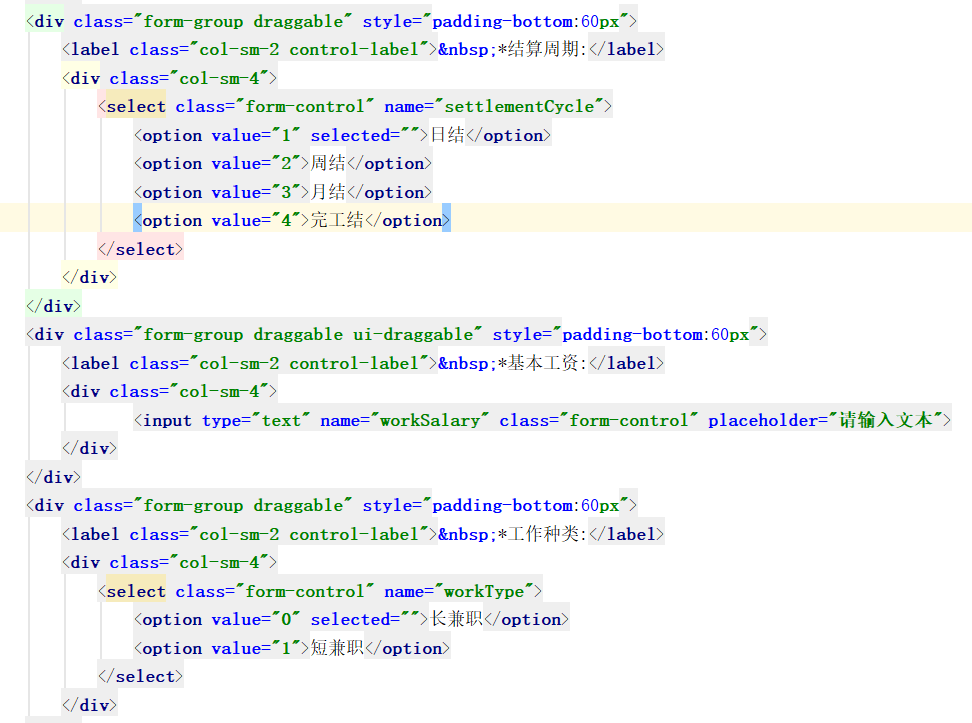 <div class="form-group draggable" style="padding-bottom:60px">
<label class="col-sm-2 control-label">&nbsp;*结算周期:</label>
<div class="col-sm-4">
<select class="form-control" name="settlementCycle">
<option value="1" selected="">日结</option>
<option value="2">周结</option>
<option value="3">月结</option>
<option value="4">完工结</option>
</select>
</div>
</div>
<div class="form-group draggable ui-draggable" style="padding-bottom:60px">
<label class="col-sm-2 control-label">&nbsp;*基本工资:</label>
<div class="col-sm-4">
<input type="text" name="workSalary" class="form-control" placeholder="请输入文本">
</div>
</div>
<div class="form-group draggable" style="padding-bottom:60px">
<label class="col-sm-2 control-label">&nbsp;*工作种类:</label>
<div class="col-sm-4">
<select class="form-control" name="workType">
<option value="0" selected="">长兼职</option>
<option value="1">短兼职</option>
</select>
</div>